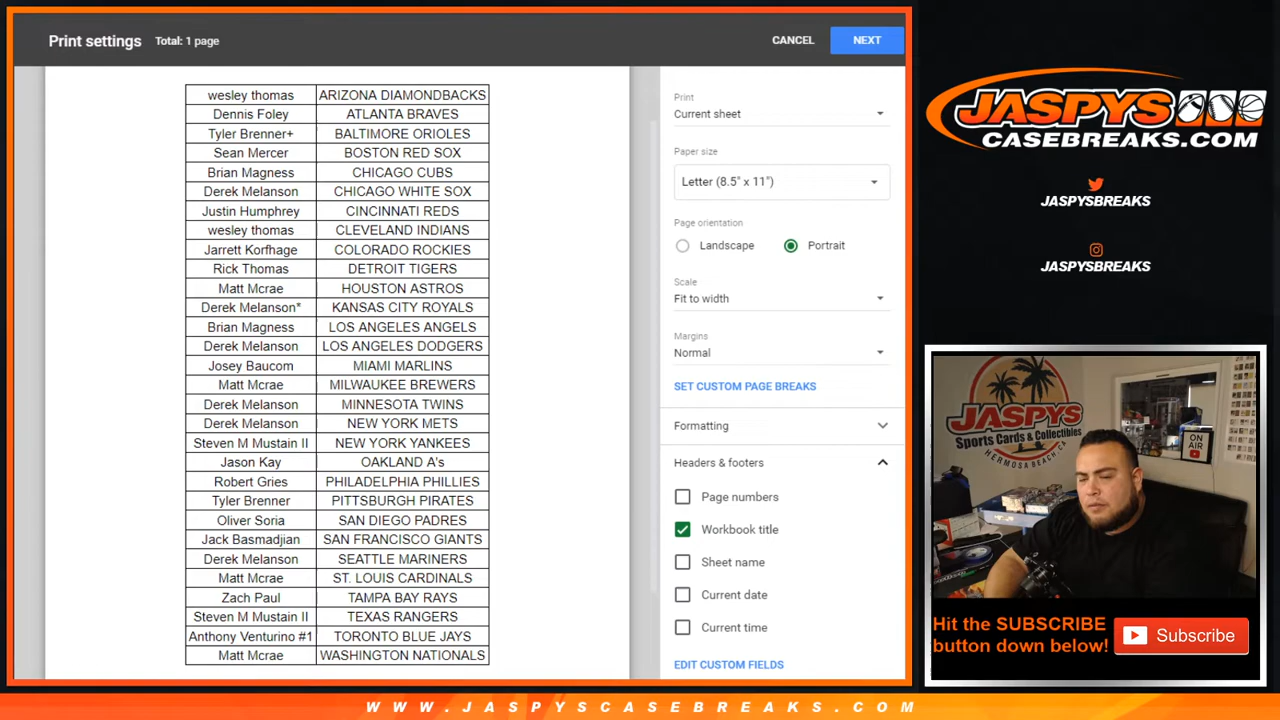 Print settings Total: 1 page CANCEL NEXT
wesley thomas ARIZONA DIAMONDBACKS
Dennis Foley ATLANTA BRAVES
Tyler Brenner+ BALTIMORE ORIOLES
Sean Mercer BOSTON RED SOX
Brian Magness CHICAGO CUBS
Derek Melanson CHICAGO WHITE SOX
Justin Humphrey CINCINNATI REDS
wesley thomas CLEVELAND INDIANS
Jarrett Korfhage COLORADO ROCKIES
Rick Thomas DETROIT TIGERS
Matt Mcrae HOUSTON ASTROS
Derek Melanson* KANSAS CITY ROYALS
Brian Magness LOS ANGELES ANGELS
Derek Melanson LOS ANGELES DODGERS
Josey Baucom MIAMI MARLINS
Matt Mcrae MILWAUKEE BREWERS
Derek Melanson MINNESOTA TWINS
Derek Melanson NEW YORK METS
Steven M Mustain II NEW YORK YANKEES
Jason Kay OAKLAND A's
Robert Gries PHILADELPHIA PHILLIES
Tyler Brenner PITTSBURGH PIRATES
Oliver Soria SAN DIEGO PADRES
Jack Basmadjian SAN FRANCISCO GIANTS
Derek Melanson SEATTLE MARINERS
Matt Mcrae ST. LOUIS CARDINALS
Zach Paul TAMPA BAY RAYS
Steven M Mustain II TEXAS RANGERS
Anthony Venturino #1 TORONTO BLUE JAYS
Matt Mcrae WASHINGTON NATIONALS
Print
Current sheet
Paper size
Letter (8.5" x 11")
Page orientation
Landscape Portrait
Scale
Fit to width
Margins
Normal
SET CUSTOM PAGE BREAKS
Formatting
Headers & footers
Page numbers
Workbook title
Sheet name
Current date
Current time
EDIT CUSTOM FIELDS
JASPYS
CASEBREAKS.COM
JASPYSBREAKS
JASPYSBREAKS
JASPYS
Sports Cards & Collectibles
HERMOSA BEACH, CA
ON AIR
Hit the SUBSCRIBE
button down below!
Subscribe
WWW.JASPYSCASEBREAKS.COM